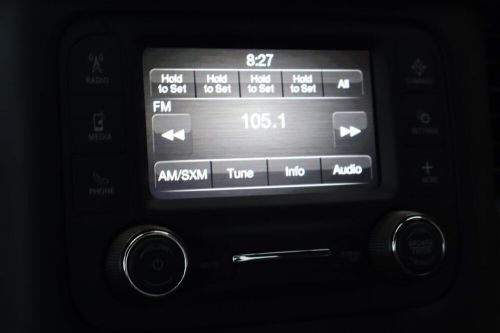 8:27
Hold to Set Hold to Set Hold to Set Hold to Set All
FM
105.1
AM/SXM Tune Info Audio
RADIO
MEDIA
PHONE
SETTINGS
MORE